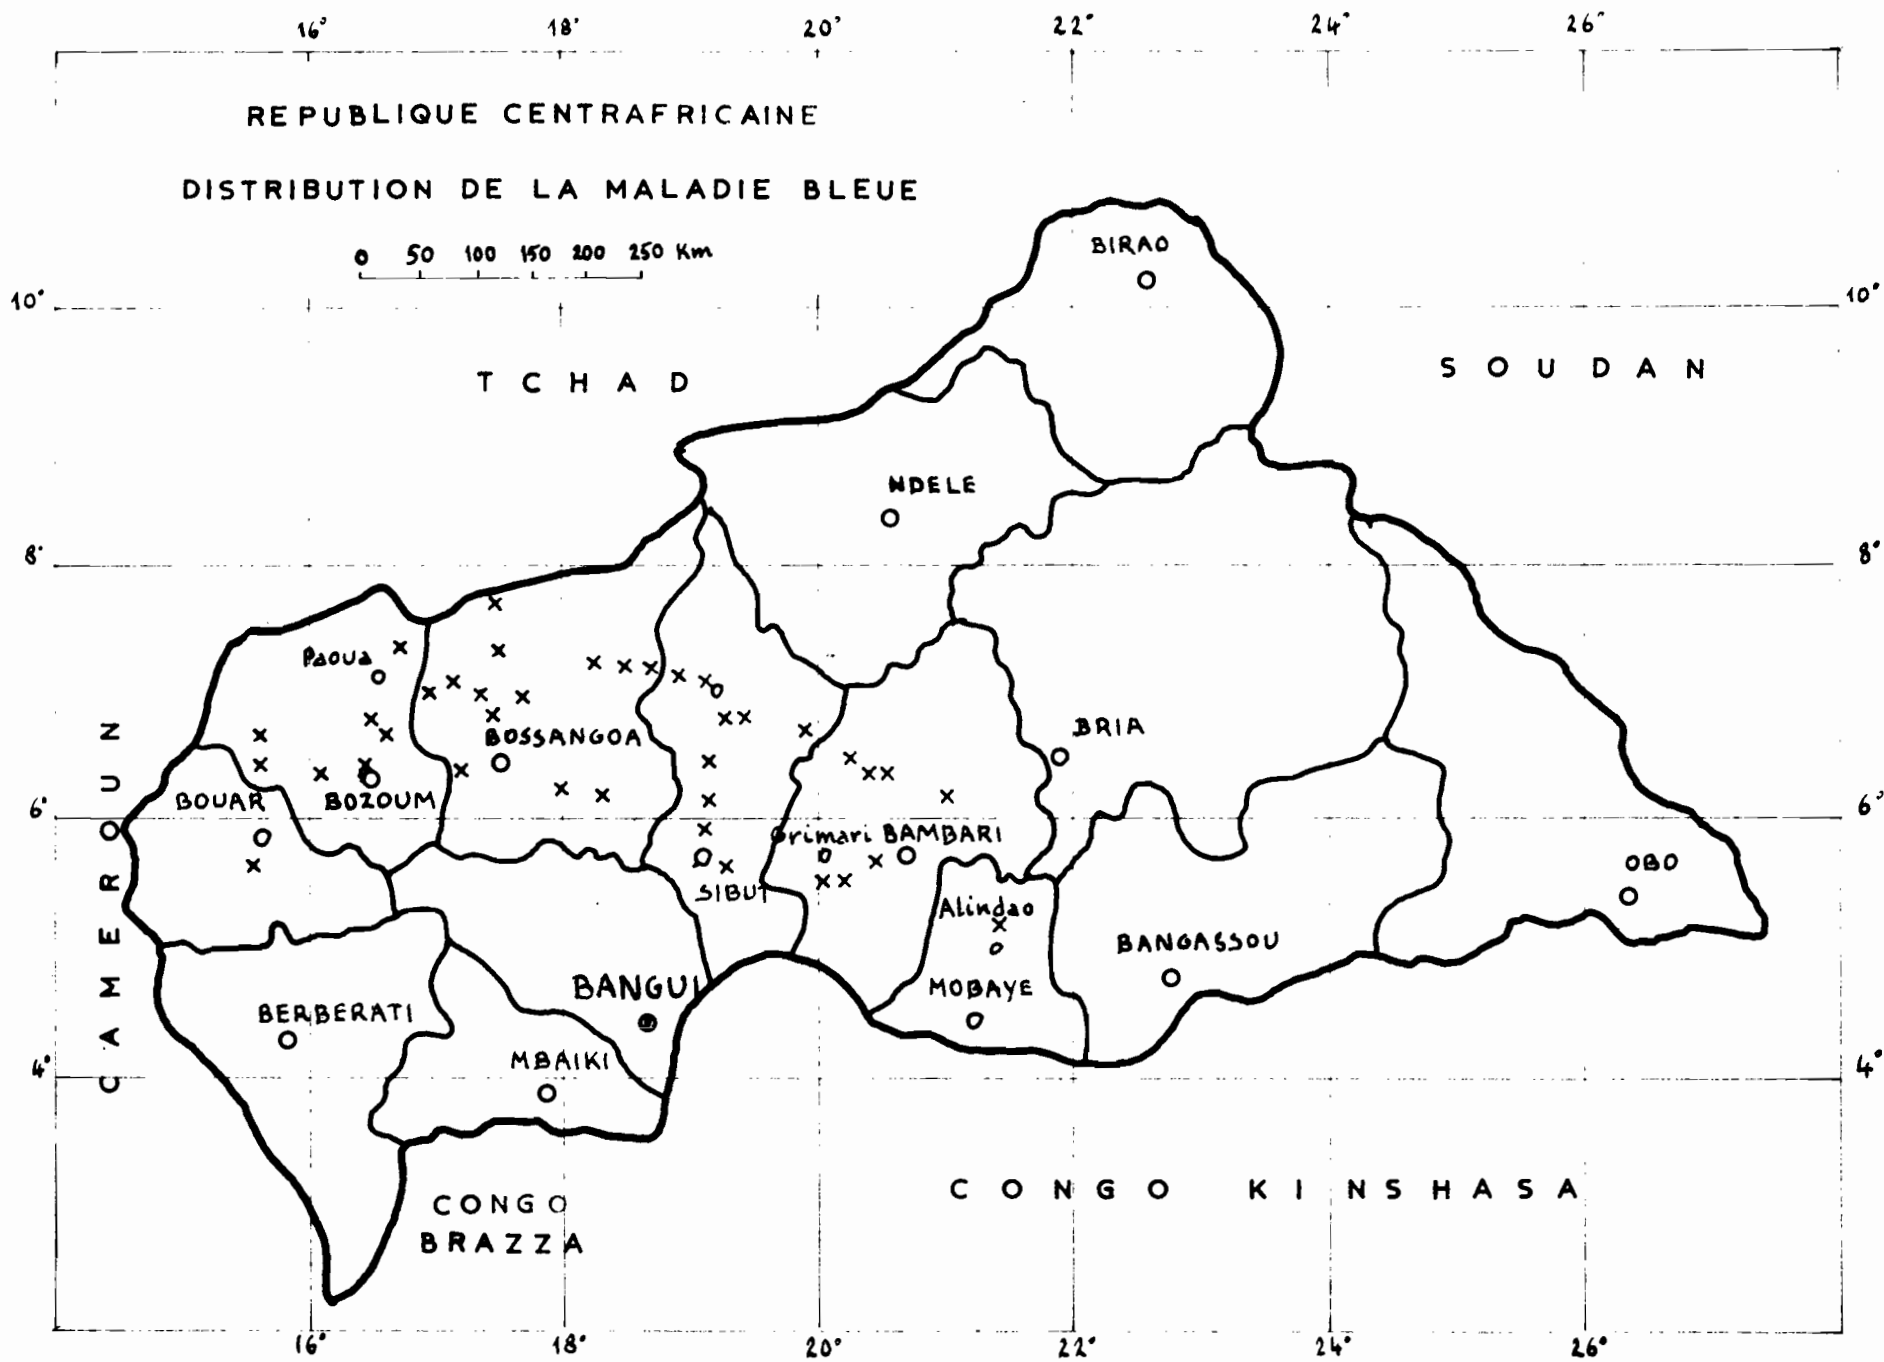 16° 18° 20° 22° 24° 26°
REPUBLIQUE CENTRAFRICAINE
DISTRIBUTION DE LA MALADIE BLEUE
0 50 100 150 200 250 Km
BIRAO
10° 10°
TCHAD
SOUDAN
NDELE
8° 8°
Paoua
BRIA
BOSSANGOA
BOUAR
BOZOUM
6° 6°
Grimari BAMBARI
OBO
SIBUT
Alindao
BANGASSOU
CAMEROUN
MOBAYE
BANGUI
BERBERATI
MBAIKI
4° 4°
CONGO KINSHASA
CONGO
BRAZZA
16° 18° 20° 22° 24° 26°